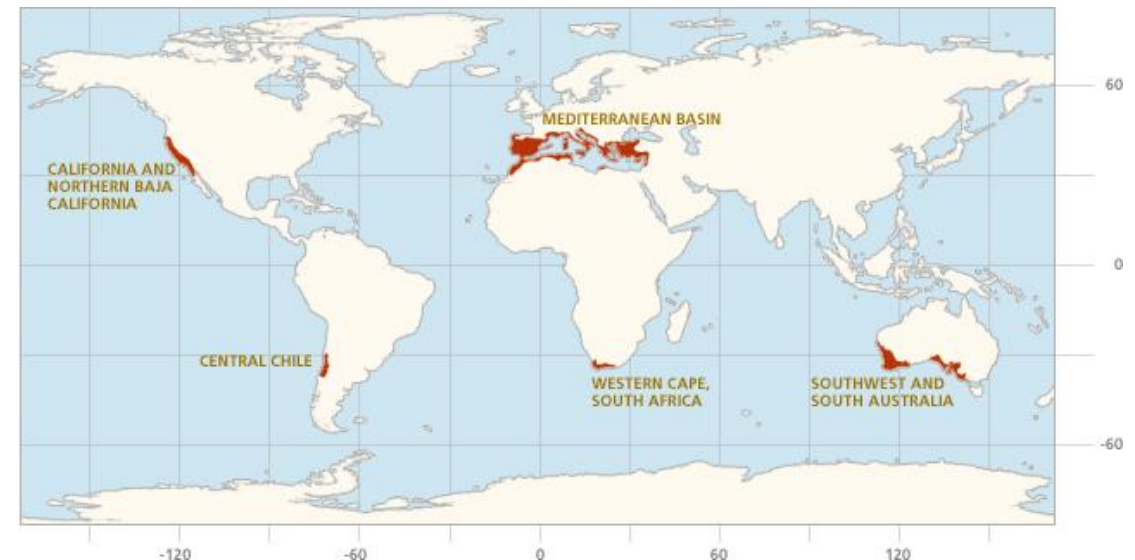 60
MEDITERRANEAN BASIN
CALIFORNIA AND
NORTHERN BAJA
CALIFORNIA
0
CENTRAL CHILE
WESTERN CAPE,
SOUTH AFRICA
SOUTHWEST AND
SOUTH AUSTRALIA
-60
-120
-60
0
60
120